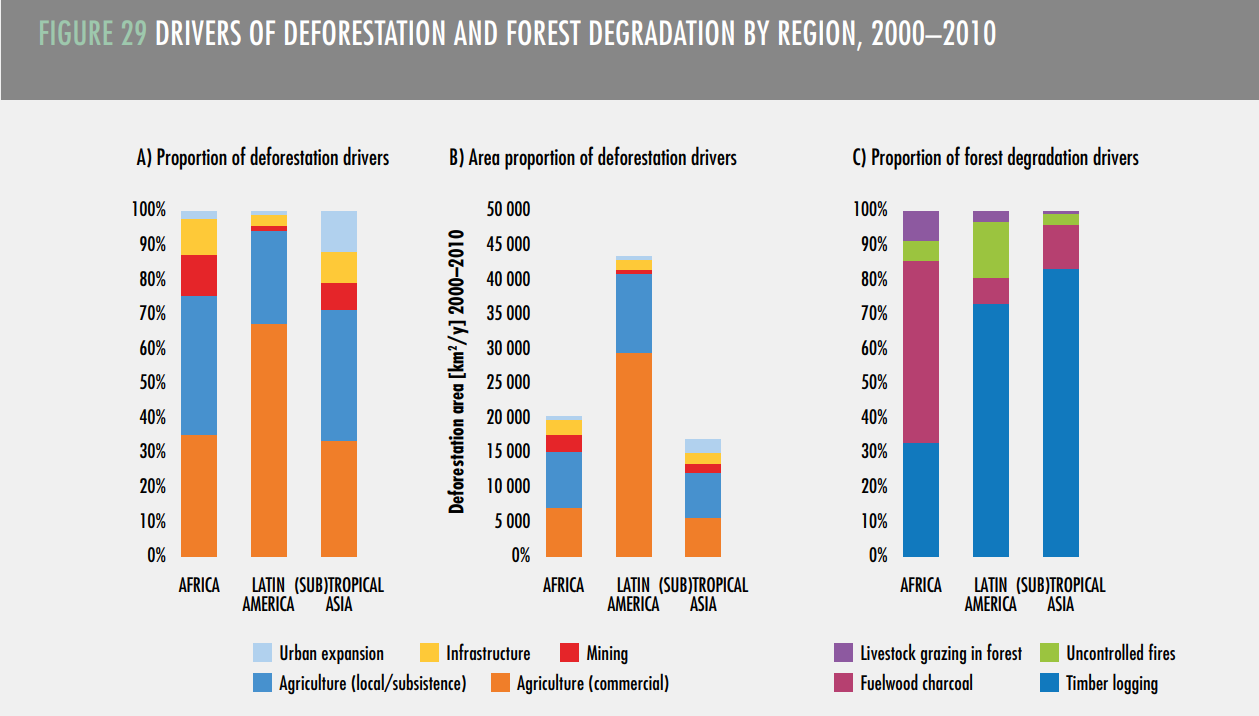 FIGURE 29 DRIVERS OF DEFORESTATION AND FOREST DEGRADATION BY REGION, 2000–2010
A) Proportion of deforestation drivers
100%
90%
80%
70%
60%
50%
40%
30%
20%
10%
0%
AFRICA
LATIN
AMERICA
(SUB)TROPICAL
ASIA
B) Area proportion of deforestation drivers
Deforestation area [km²/y] 2000–2010
50 000
45 000
40 000
35 000
30 000
25 000
20 000
15 000
10 000
5 000
0%
AFRICA
LATIN
AMERICA
(SUB)TROPICAL
ASIA
Urban expansion
Infrastructure
Mining
Agriculture (local/subsistence)
Agriculture (commercial)
C) Proportion of forest degradation drivers
100%
90%
80%
70%
60%
50%
40%
30%
20%
10%
0%
AFRICA
LATIN
AMERICA
(SUB)TROPICAL
ASIA
Livestock grazing in forest
Uncontrolled fires
Fuelwood charcoal
Timber logging